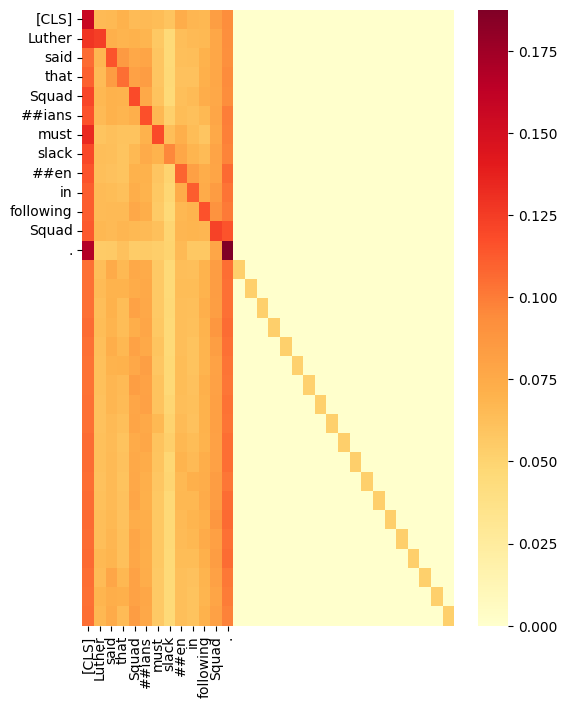 [CLS]
Luther
said
that
Squad
##ians
must
slack
##en
in
following
Squad
.
0.175
0.150
0.125
0.100
0.075
0.050
0.025
0.000
[CLS]
Luther
said
that
Squad
##ians
must
slack
##en
in
following
Squad
.